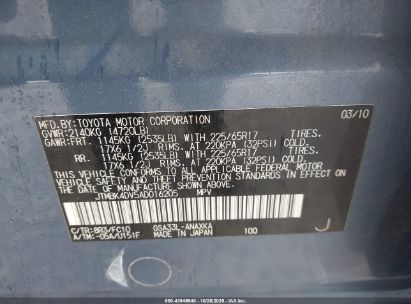 03/10
MFD.BY:TOYOTA MOTOR CORPORATION
GVWR:2140KG (4720LB)
GAWR:FRT. 1145KG (2535LB) WITH 225/65R17 TIRES.
17X6 1/2J RIMS, AT 220KPA (32PSI) COLD
RR. 1145KG (2535LB) WITH 225/65R17 TIRES.
17X6 1/2J RIMS, AT 220KPA (32PSI) COLD
THIS VEHICLE CONFORMS TO ALL APPLICABLE FEDERAL MOTOR
VEHICLE SAFETY, BUMPER, AND THEFT PREVENTION STANDARDS IN EFFECT ON
THE DATE OF MANUFACTURE SHOWN ABOVE.
JTMBK4DV5AD016205 MPV
C/TR:8R3/FC10 GSA33L-ANAXKA
A/TM:-05A/U151F MADE IN JAPAN 100 J